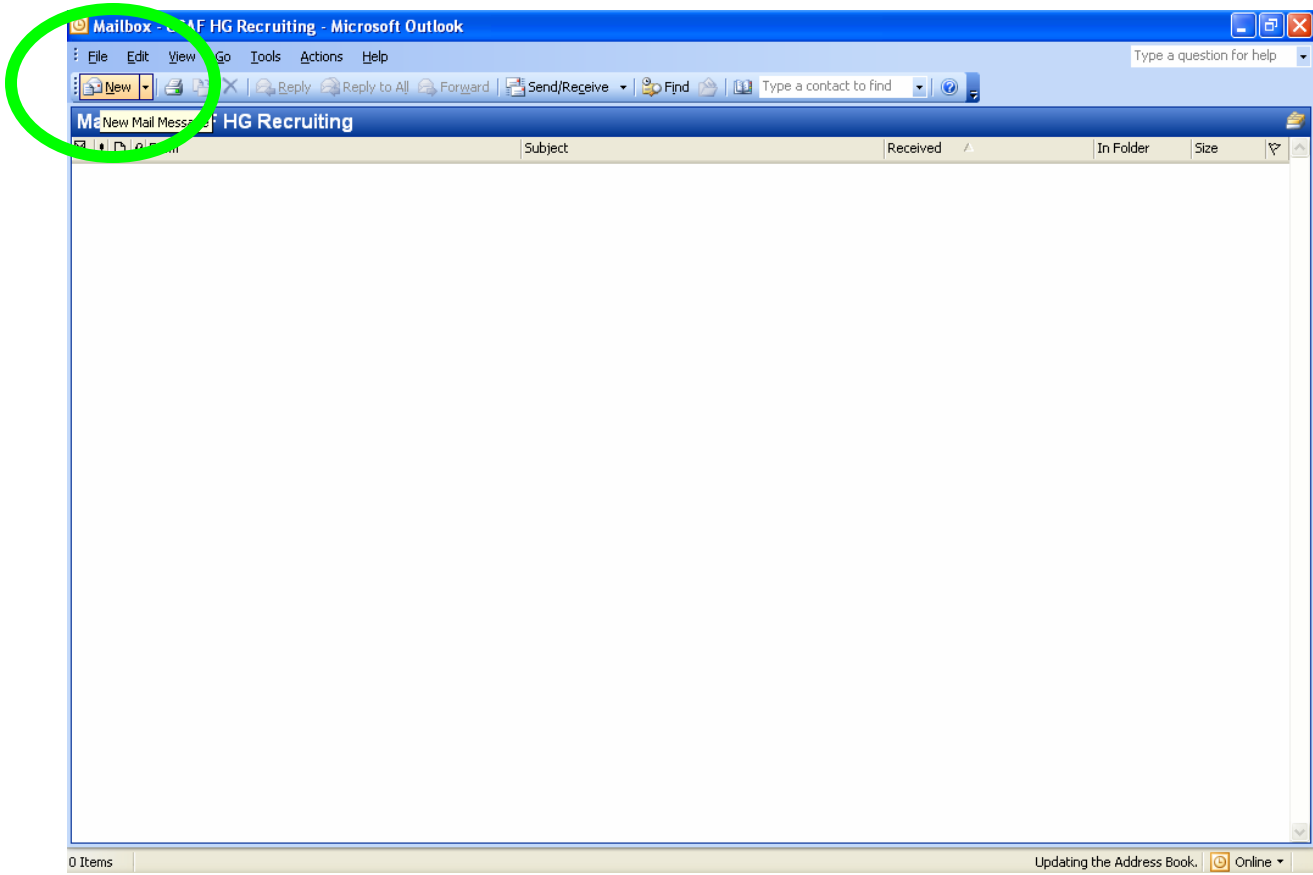 Mailbox - USAF HG Recruiting - Microsoft Outlook
File Edit View Go Tools Actions Help Type a question for help
New Reply Reply to All Forward Send/Receive Find Type a contact to find
HG Recruiting
New Mail Message
Subject Received In Folder Size
0 Items Updating the Address Book. Online